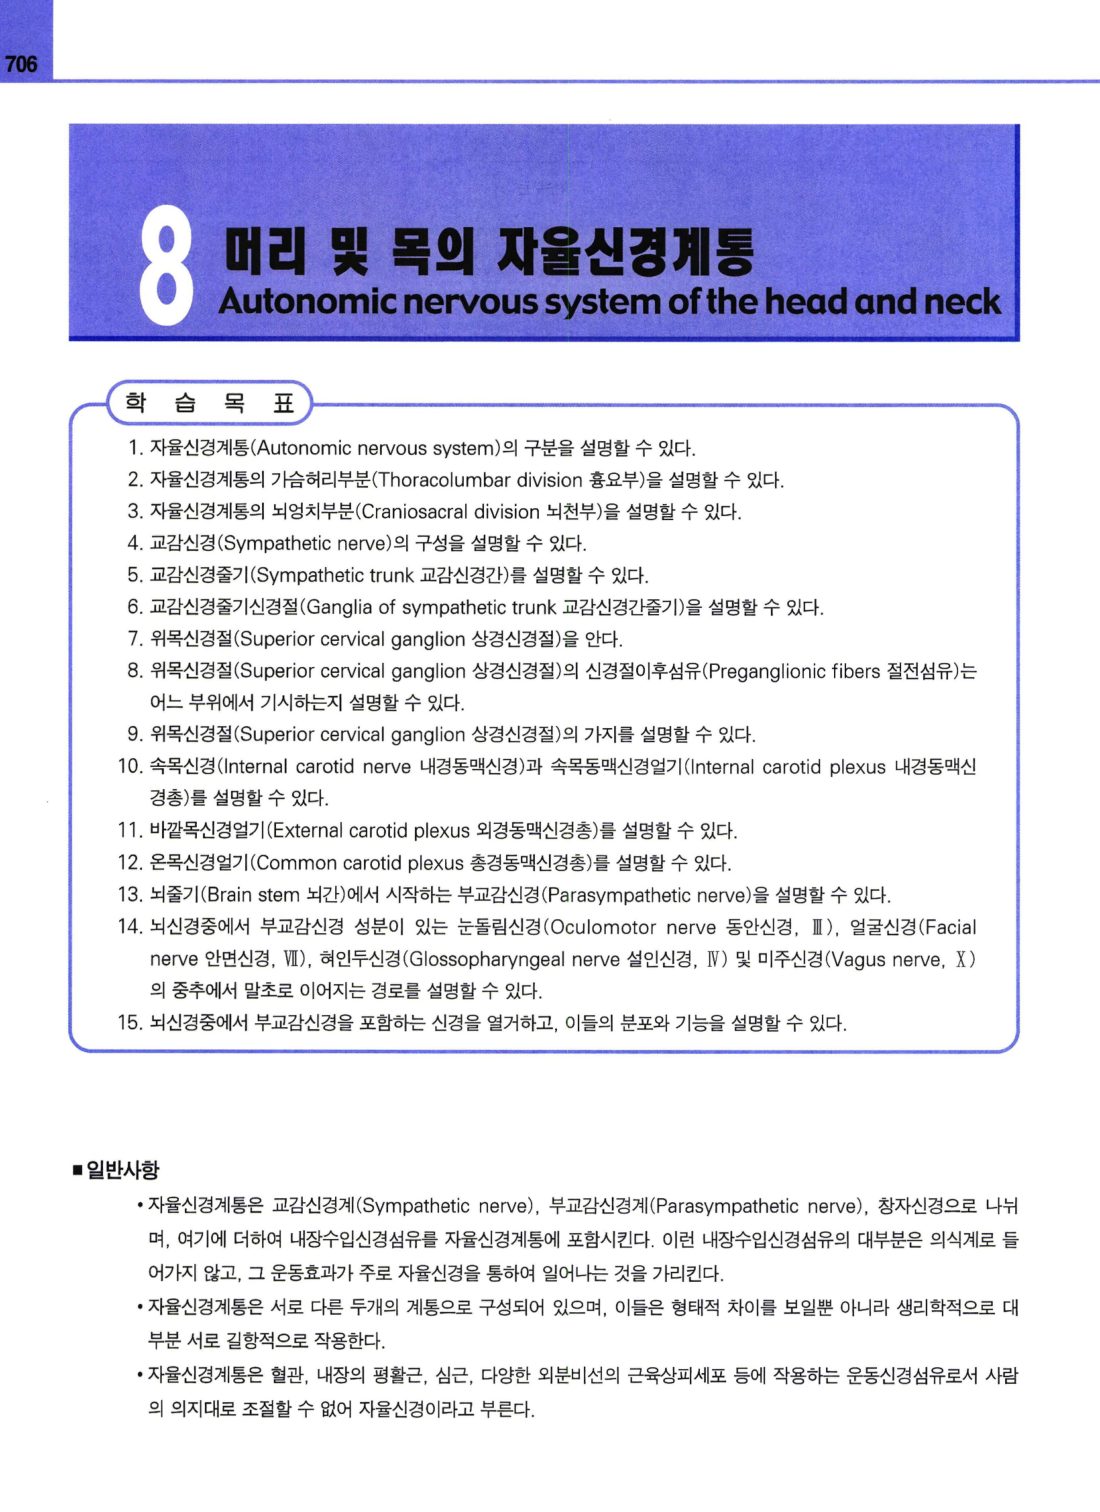 706
8 머리 및 목의 자율신경계통
Autonomic nervous system of the head and neck
학 습 목 표
1. 자율신경계통(Autonomic nervous system)의 구분을 설명할 수 있다.
2. 자율신경계통의 가슴허리부분(Thoracolumbar division 흉요부)을 설명할 수 있다.
3. 자율신경계통의 뇌엉치부분(Craniosacral division 뇌천부)을 설명할 수 있다.
4. 교감신경(Sympathetic nerve)의 구성을 설명할 수 있다.
5. 교감신경줄기(Sympathetic trunk 교감신경간)를 설명할 수 있다.
6. 교감신경줄기신경절(Ganglia of sympathetic trunk 교감신경간줄기)을 설명할 수 있다.
7. 위목신경절(Superior cervical ganglion 상경신경절)을 안다.
8. 위목신경절(Superior cervical ganglion 상경신경절)의 신경절이후섬유(Preganglionic fibers 절전섬유)는
어느 부위에서 기시하는지 설명할 수 있다.
9. 위목신경절(Superior cervical ganglion 상경신경절)의 가지를 설명할 수 있다.
10. 속목신경(Internal carotid nerve 내경동맥신경)과 속목동맥신경얼기(Internal carotid plexus 내경동맥신
경총)를 설명할 수 있다.
11. 바깥목신경얼기(External carotid plexus 외경동맥신경총)를 설명할 수 있다.
12. 온목신경얼기(Common carotid plexus 총경동맥신경총)를 설명할 수 있다.
13. 뇌줄기(Brain stem 뇌간)에서 시작하는 부교감신경(Parasympathetic nerve)을 설명할 수 있다.
14. 뇌신경중에서 부교감신경 성분이 있는 눈돌림신경(Oculomotor nerve 동안신경, Ⅲ), 얼굴신경(Facial
nerve 안면신경, Ⅶ), 혀인두신경(Glossopharyngeal nerve 설인신경, Ⅳ) 및 미주신경(Vagus nerve, Ⅹ)
의 중추에서 말초로 이어지는 경로를 설명할 수 있다.
15. 뇌신경중에서 부교감신경을 포함하는 신경을 열거하고, 이들의 분포와 기능을 설명할 수 있다.
■ 일반사항
• 자율신경계통은 교감신경계(Sympathetic nerve), 부교감신경계(Parasympathetic nerve), 창자신경으로 나뉘
며, 여기에 더하여 내장수입신경섬유를 자율신경계통에 포함시킨다. 이런 내장수입신경섬유의 대부분은 의식계로 들
어가지 않고, 그 운동효과가 주로 자율신경을 통하여 일어나는 것을 가리킨다.
• 자율신경계통은 서로 다른 두개의 계통으로 구성되어 있으며, 이들은 형태적 차이를 보일뿐 아니라 생리학적으로 대
부분 서로 길항적으로 작용한다.
• 자율신경계통은 혈관, 내장의 평활근, 심근, 다양한 외분비선의 근육상피세포 등에 작용하는 운동신경섬유로서 사람
의 의지대로 조절할 수 없어 자율신경이라고 부른다.